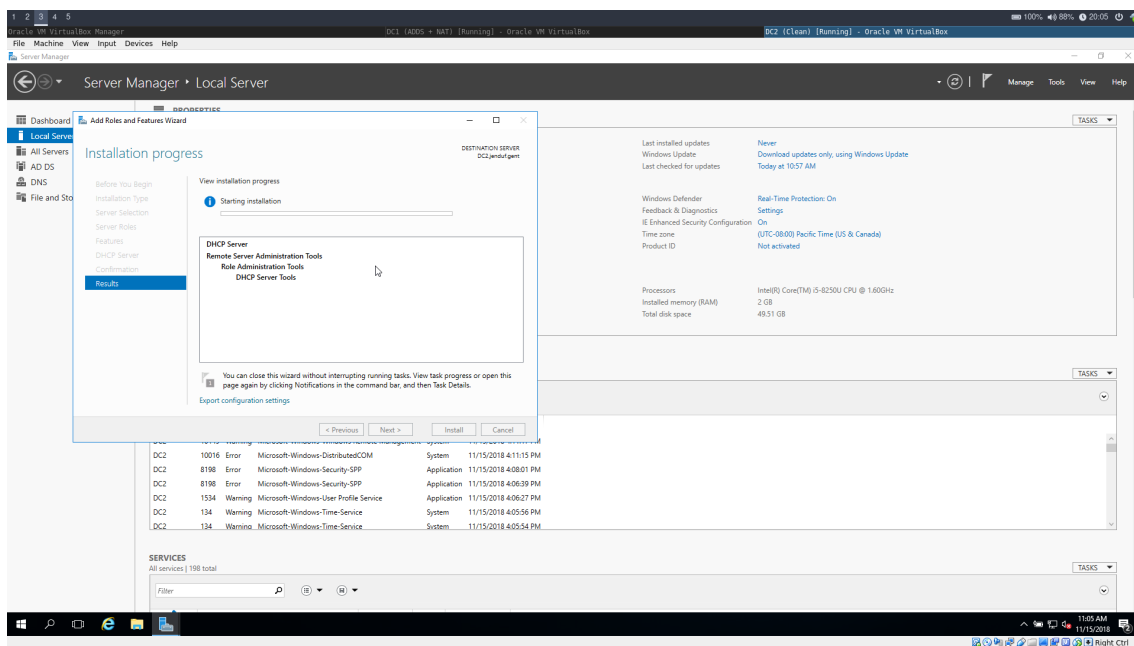 1 2 3 4 5
100% 88% 20:05
Oracle VM VirtualBox Manager
DC1 (ADDS + NAT) [Running] - Oracle VM VirtualBox
DC2 (Clean) [Running] - Oracle VM VirtualBox
File Machine View Input Devices Help
Server Manager
Server Manager • Local Server
Manage Tools View Help
PROPERTIES
TASKS
Dashboard
Local Serve
All Servers
AD DS
DNS
File and Sto
Add Roles and Features Wizard
Installation progress
DESTINATION SERVER
DC2.jenduf.gent
Before You Begin
Installation Type
Server Selection
Server Roles
Features
DHCP Server
Confirmation
Results
View installation progress
Starting installation
DHCP Server
Remote Server Administration Tools
Role Administration Tools
DHCP Server Tools
You can close this wizard without interrupting running tasks. View task progress or open this
page again by clicking Notifications in the command bar, and then Task Details.
Export configuration settings
< Previous Next > Install Cancel
Last installed updates Never
Windows Update Download updates only, using Windows Update
Last checked for updates Today at 10:57 AM
Windows Defender Real-Time Protection: On
Feedback & Diagnostics Settings
IE Enhanced Security Configuration On
Time zone (UTC-08:00) Pacific Time (US & Canada)
Product ID Not activated
Processors Intel(R) Core(TM) i5-8250U CPU @ 1.60GHz
Installed memory (RAM) 2 GB
Total disk space 49.51 GB
TASKS
DC2 10016 Error Microsoft-Windows-DistributedCOM System 11/15/2018 4:11:15 PM
DC2 8198 Error Microsoft-Windows-Security-SPP Application 11/15/2018 4:08:01 PM
DC2 8198 Error Microsoft-Windows-Security-SPP Application 11/15/2018 4:06:39 PM
DC2 1534 Warning Microsoft-Windows-User Profile Service Application 11/15/2018 4:06:27 PM
DC2 134 Warning Microsoft-Windows-Time-Service System 11/15/2018 4:05:56 PM
DC2 134 Warning Microsoft-Windows-Time-Service System 11/15/2018 4:05:54 PM
SERVICES
All services | 198 total
TASKS
Filter
11:05 AM
11/15/2018
2
Right Ctrl